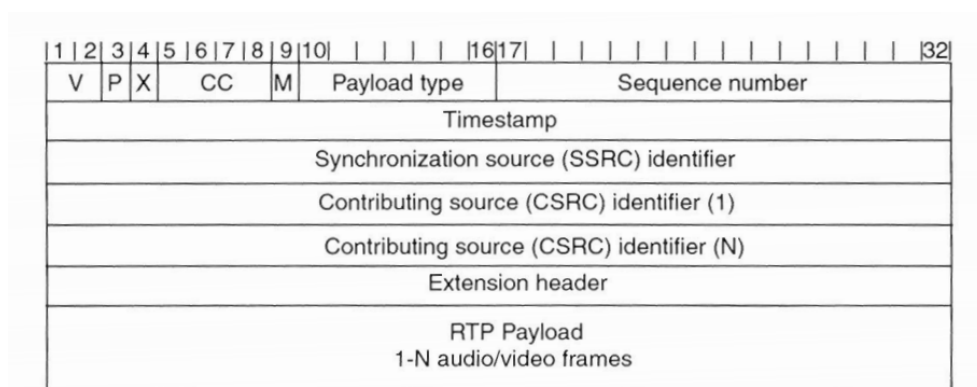 |1|2|3|4|5|6|7|8|9|10| | | | | |16|17| | | | | | | | | | | | | | |32|
V P X CC M Payload type Sequence number
Timestamp
Synchronization source (SSRC) identifier
Contributing source (CSRC) identifier (1)
Contributing source (CSRC) identifier (N)
Extension header
RTP Payload
1-N audio/video frames